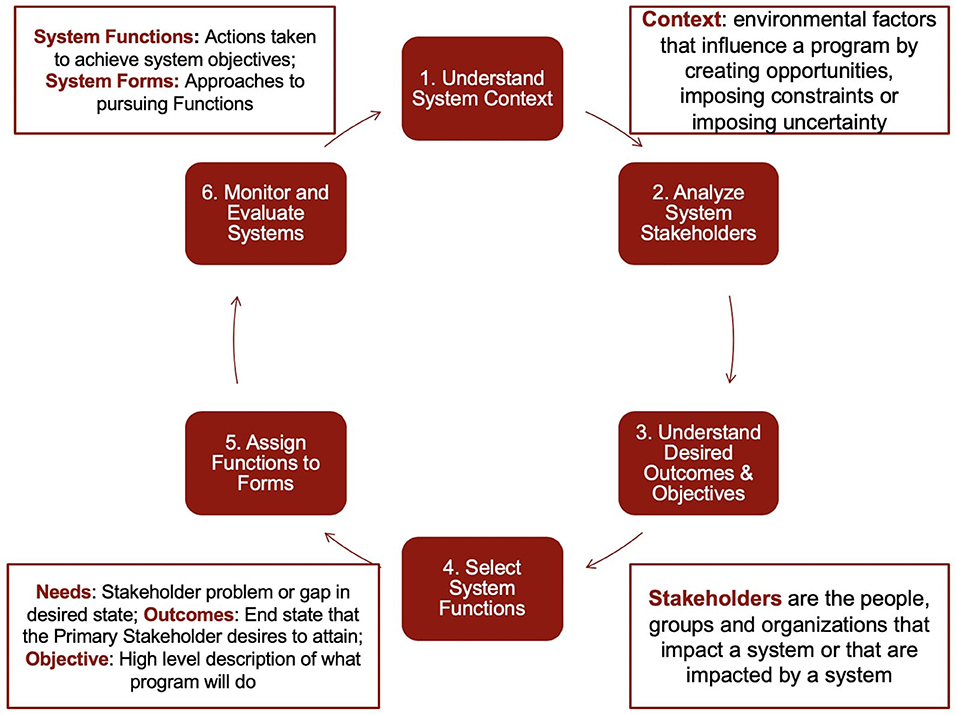 System Functions: Actions taken
to achieve system objectives;
System Forms: Approaches to
pursuing Functions
1. Understand
System Context
Context: environmental factors
that influence a program by
creating opportunities,
imposing constraints or
imposing uncertainty
6. Monitor and
Evaluate
Systems
2. Analyze
System
Stakeholders
5. Assign
Functions to
Forms
3. Understand
Desired
Outcomes &
Objectives
4. Select
System
Functions
Needs: Stakeholder problem or gap in
desired state; Outcomes: End state that
the Primary Stakeholder desires to attain;
Objective: High level description of what
program will do
Stakeholders are the people,
groups and organizations that
impact a system or that are
impacted by a system